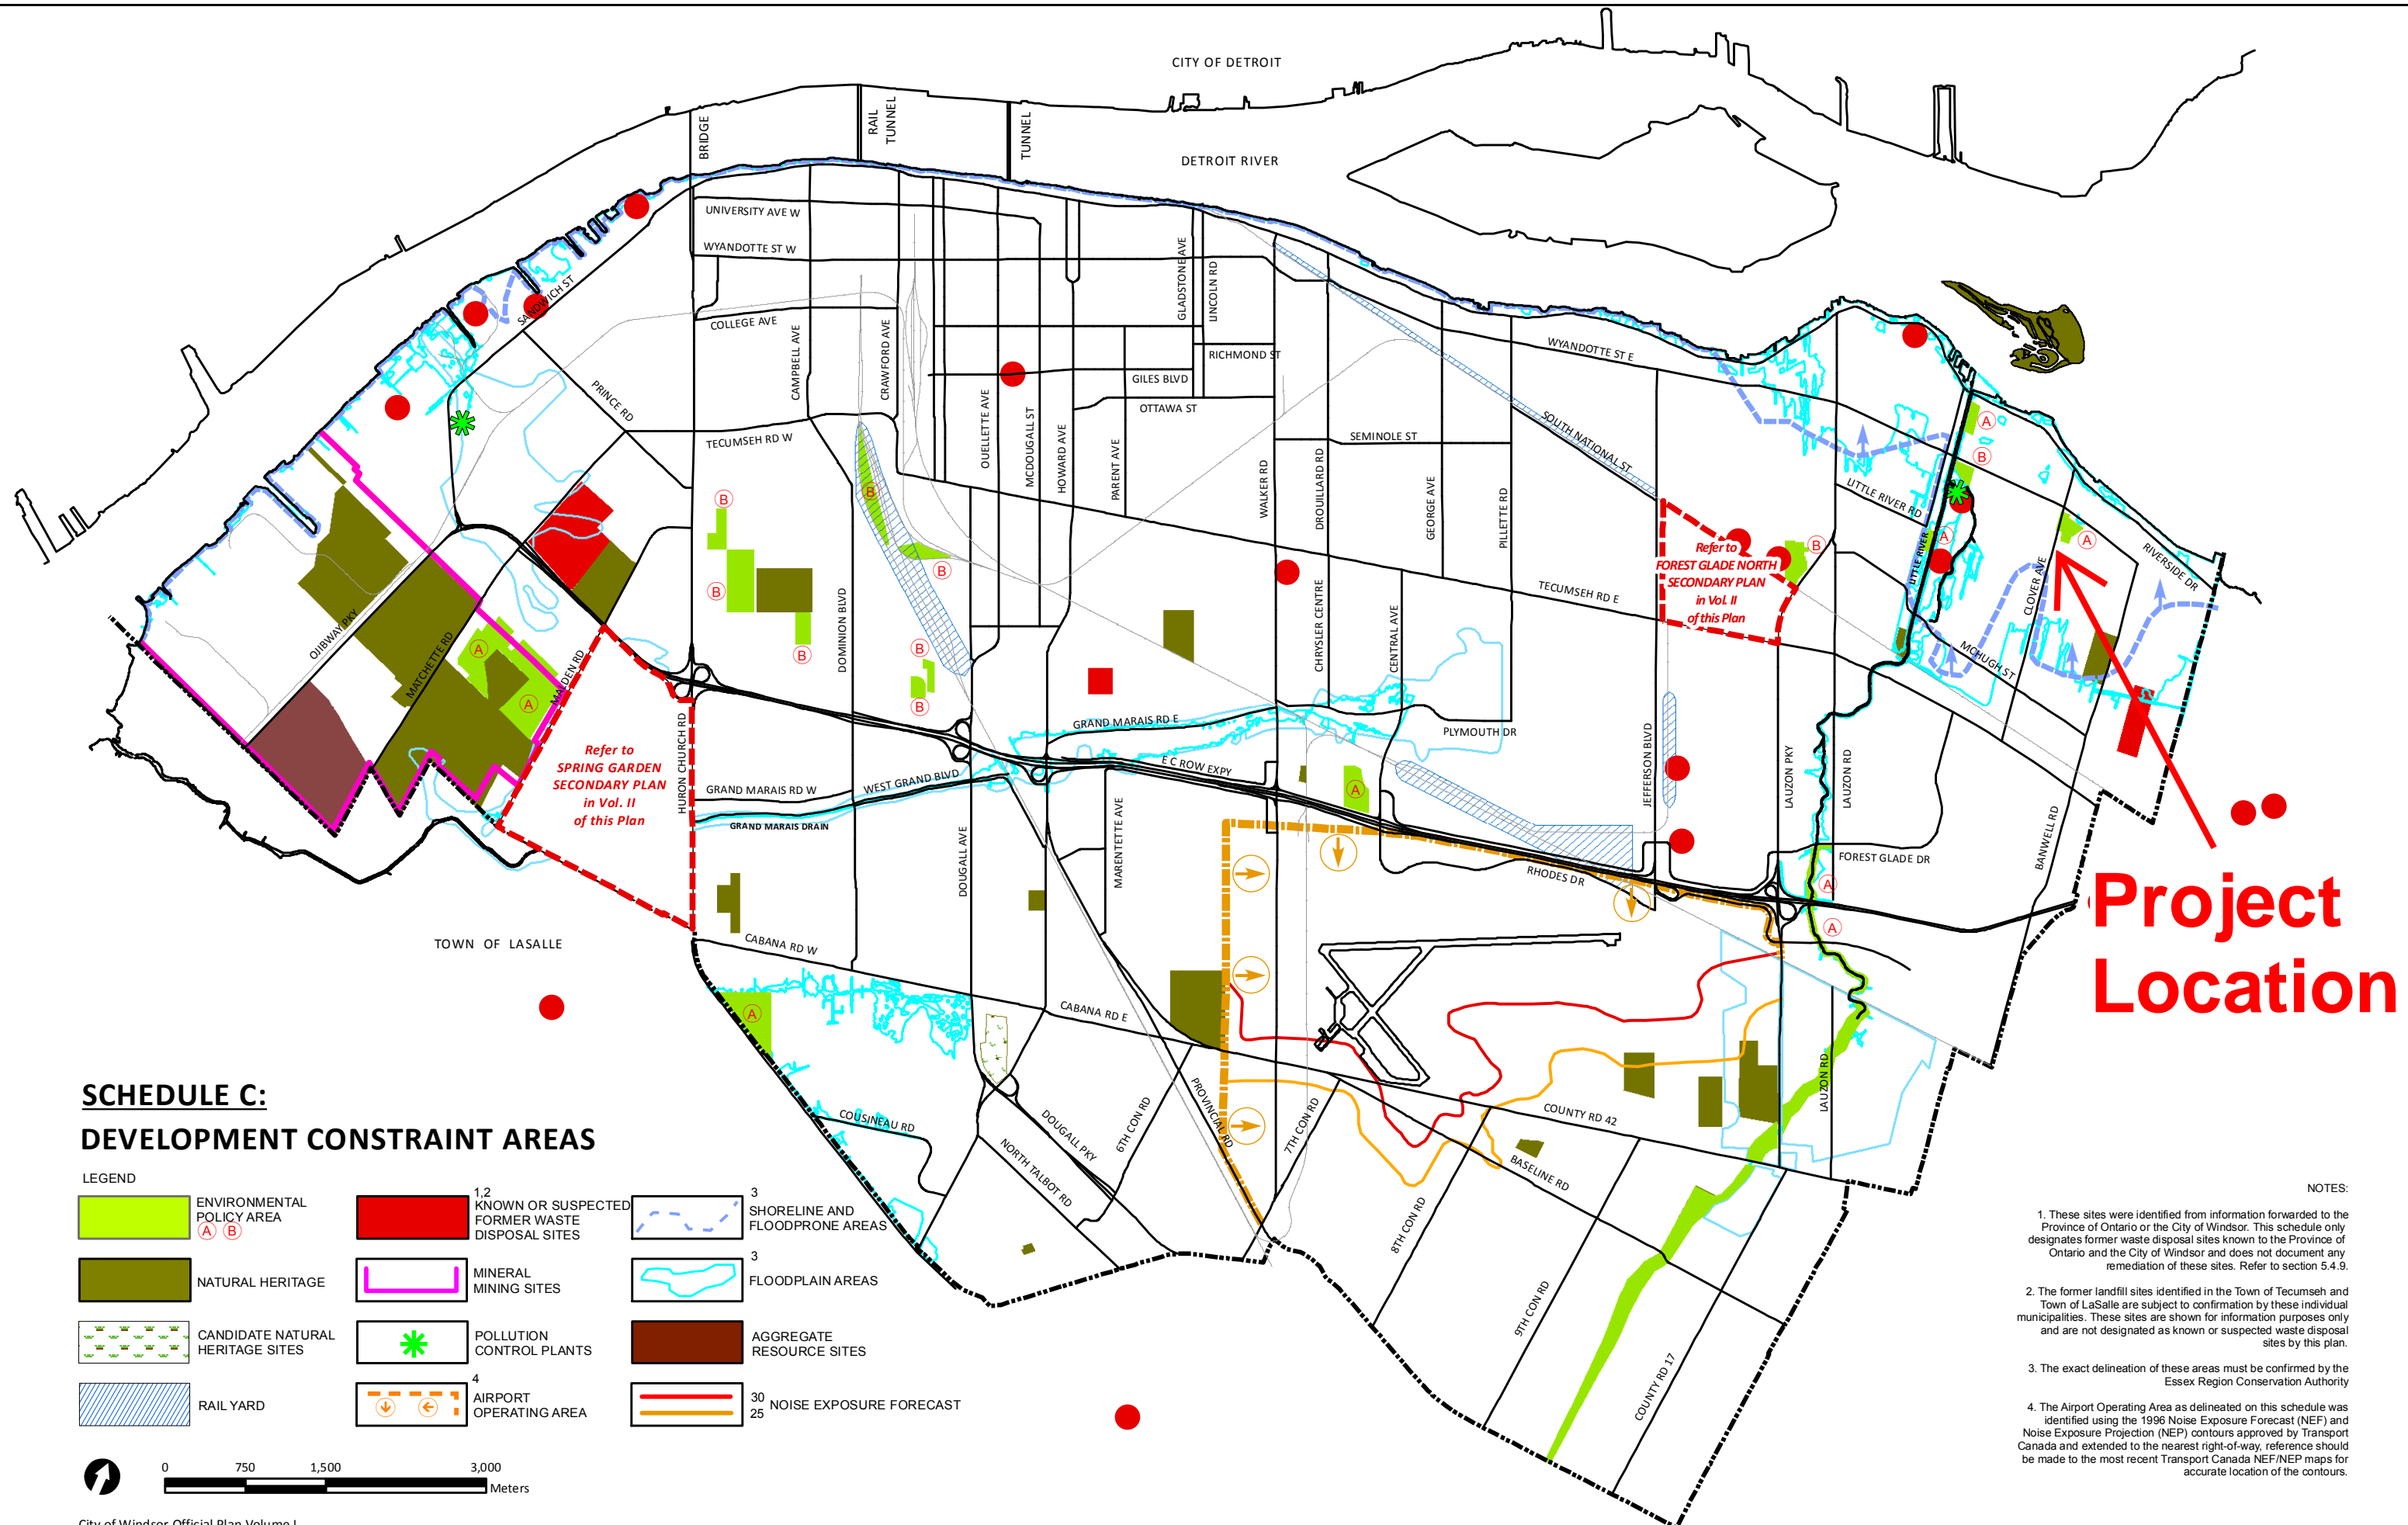 CITY OF DETROIT
DETROIT RIVER
BRIDGE
RAIL
TUNNEL
TUNNEL
UNIVERSITY AVE W
WYANDOTTE ST W
COLLEGE AVE
SANDWICH ST
PRINCE RD
TECUMSEH RD W
CAMPBELL AVE
CRAWFORD AVE
OUELLETTE AVE
MCDOUGALL ST
HOWARD AVE
PARENT AVE
GLADSTONE AVE
LINCOLN RD
RICHMOND ST
GILES BLVD
OTTAWA ST
WALKER RD
DROUILLARD RD
SEMINOLE ST
GEORGE AVE
PILLETTE RD
WYANDOTTE ST E
SOUTH NATIONAL ST
TECUMSEH RD E
LITTLE RIVER RD
LITTLE RIVER
CLOVER AVE
RIVERSIDE DR
MCHUGH ST
A
B
A
A
B
B
B
B
B
B
B
B
A
A
A
A
A
A
Refer to
FOREST GLADE NORTH
SECONDARY PLAN
in Vol. II
of this Plan
OJIBWAY PKY
MATCHETTE RD
MALDEN RD
Refer to
SPRING GARDEN
SECONDARY PLAN
in Vol. II
of this Plan
HURON CHURCH RD
DOMINION BLVD
GRAND MARAIS RD W
WEST GRAND BLVD
GRAND MARAIS DRAIN
GRAND MARAIS RD E
E C ROW EXPY
CHRYSLER CENTRE
CENTRAL AVE
PLYMOUTH DR
JEFFERSON BLVD
LAUZON PKY
LAUZON RD
FOREST GLADE DR
BANWELL RD
RHODES DR
DOUGALL AVE
MARENTETTE AVE
CABANA RD W
CABANA RD E
TOWN OF LASALLE
Project
Location
COUSINEAU RD
NORTH TALBOT RD
DOUGALL PKY
6TH CON RD
PROVINCIAL RD
7TH CON RD
COUNTY RD 42
BASELINE RD
LAUZON RD
8TH CON RD
9TH CON RD
COUNTY RD 17
SCHEDULE C:
DEVELOPMENT CONSTRAINT AREAS
LEGEND
ENVIRONMENTAL
POLICY AREA
A B
NATURAL HERITAGE
CANDIDATE NATURAL
HERITAGE SITES
RAIL YARD
1,2
KNOWN OR SUSPECTED
FORMER WASTE
DISPOSAL SITES
MINERAL
MINING SITES
POLLUTION
CONTROL PLANTS
4
AIRPORT
OPERATING AREA
3
SHORELINE AND
FLOODPRONE AREAS
3
FLOODPLAIN AREAS
AGGREGATE
RESOURCE SITES
30
25
NOISE EXPOSURE FORECAST
0 750 1,500 3,000
Meters
City of Windsor Official Plan Volume I
NOTES:
1. These sites were identified from information forwarded to the
Province of Ontario or the City of Windsor. This schedule only
designates former waste disposal sites known to the Province of
Ontario and the City of Windsor and does not document any
remediation of these sites. Refer to section 5.4.9.
2. The former landfill sites identified in the Town of Tecumseh and
Town of LaSalle are subject to confirmation by these individual
municipalities. These sites are shown for information purposes only
and are not designated as known or suspected waste disposal
sites by this plan.
3. The exact delineation of these areas must be confirmed by the
Essex Region Conservation Authority
4. The Airport Operating Area as delineated on this schedule was
identified using the 1996 Noise Exposure Forecast (NEF) and
Noise Exposure Projection (NEP) contours approved by Transport
Canada and extended to the nearest right-of-way, reference should
be made to the most recent Transport Canada NEF/NEP maps for
accurate location of the contours.